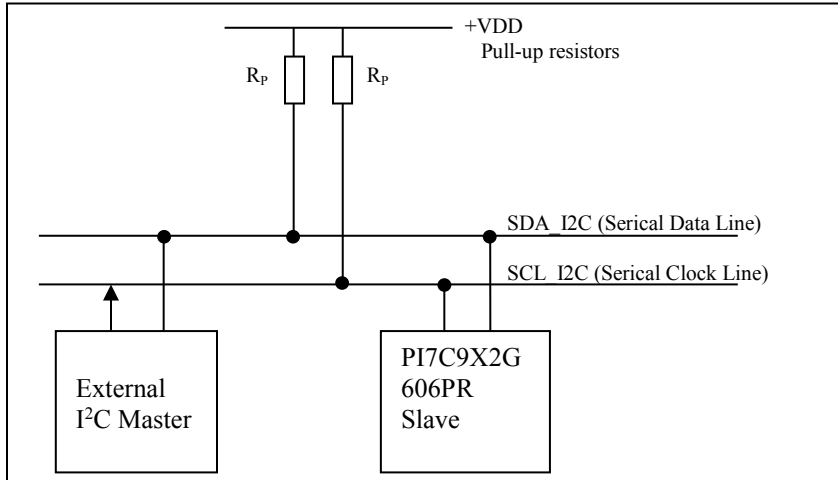 +VDD
Pull-up resistors
RP
RP
SDA_I2C (Serical Data Line)
SCL_I2C (Serical Clock Line)
External
I²C Master
PI7C9X2G
606PR
Slave